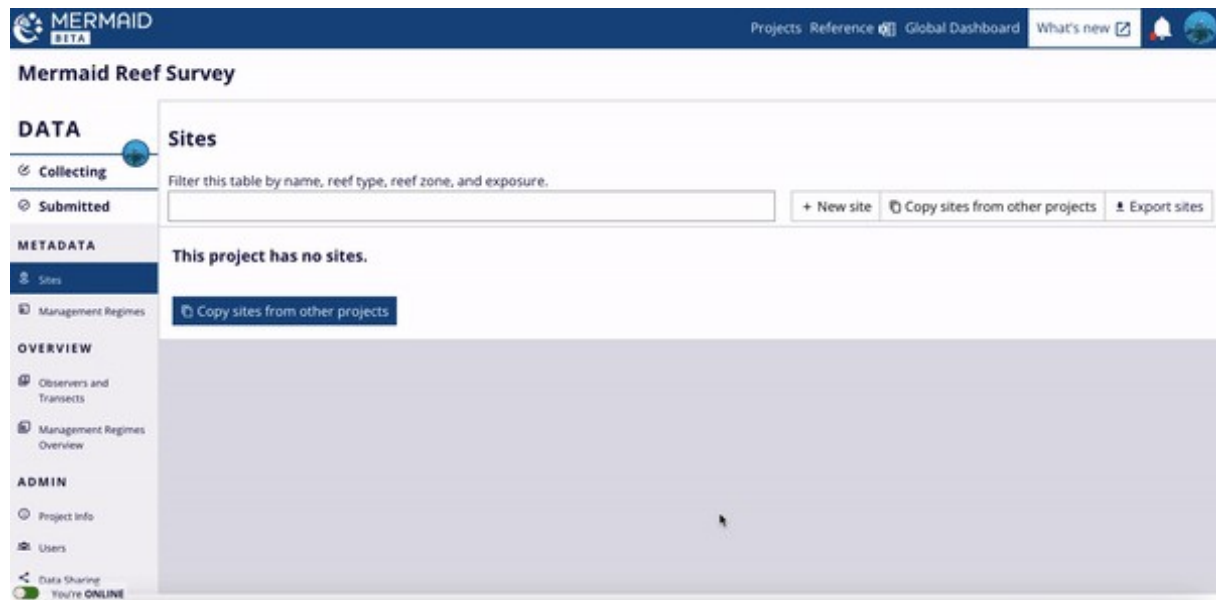 MERMAID
BETA
Projects Reference Global Dashboard What's new
Mermaid Reef Survey
DATA
Collecting
Submitted
METADATA
Sites
Management Regimes
OVERVIEW
Observers and
Transects
Management Regimes
Overview
ADMIN
Project Info
Users
Data Sharing
You're ONLINE
Sites
Filter this table by name, reef type, reef zone, and exposure.
+ New site Copy sites from other projects Export sites
This project has no sites.
Copy sites from other projects